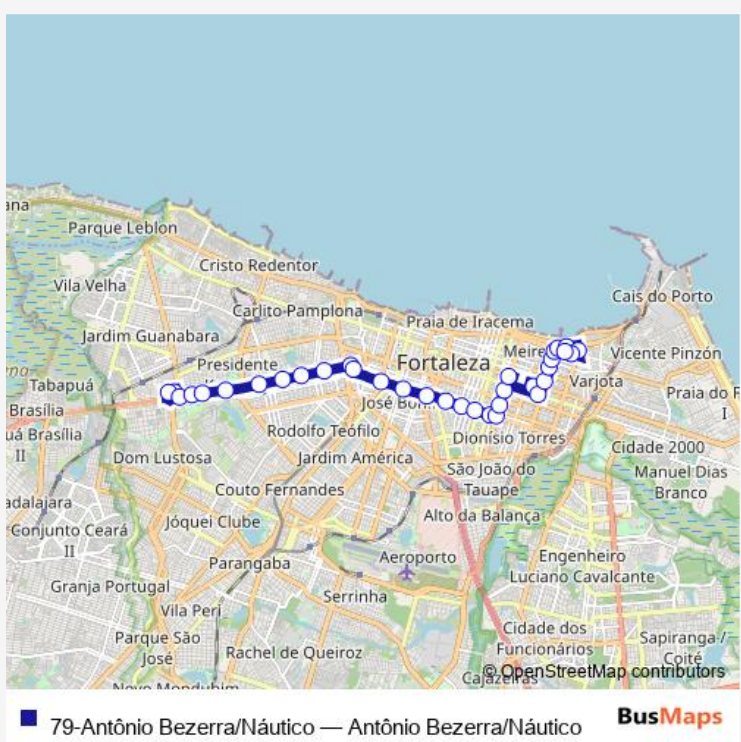 ana
Parque Leblon
Cristo Redentor
Vila Velha
Cais do Porto
Carlito Pamplona
Praia de Iracema
Jardim Guanabara
Meire
Vicente Pinzón
Presidente
Fortaleza
Tabapuá
Varjota
Praia do F
I
Brasília
José Bon
uá Brasília
II
Rodolfo Teófilo
Dionísio Torres
Cidade 2000
Dom Lustosa
Jardim América
São João do
Tauape
Manuel Dias
Branco
Couto Fernandes
adalajara
Jóquei Clube
Alto da Balança
Conjunto Ceará
II
Parangaba
Aeroporto
Engenheiro
Luciano Cavalcante
Granja Portugal
Serrinha
Vila Peri
Cidade dos
Funcionários
Parque São
José
Rachel de Queiroz
Sapiranga /
Coité
Cajazeiras
© OpenStreetMap contributors
Novo Mondubim
79-Antônio Bezerra/Náutico — Antônio Bezerra/Náutico
BusMaps